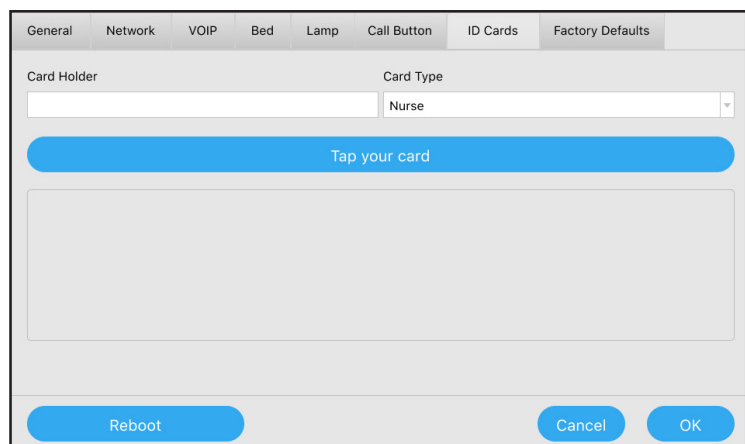 General Network VOIP Bed Lamp Call Button ID Cards Factory Defaults
Card Holder Card Type
Nurse
Tap your card
Reboot Cancel OK